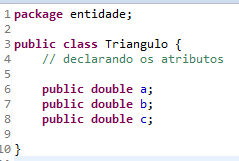 1 package entidade;
2
3 public class Triangulo {
4 // declarando os atributos
5
6 public double a;
7 public double b;
8 public double c;
9
10 }